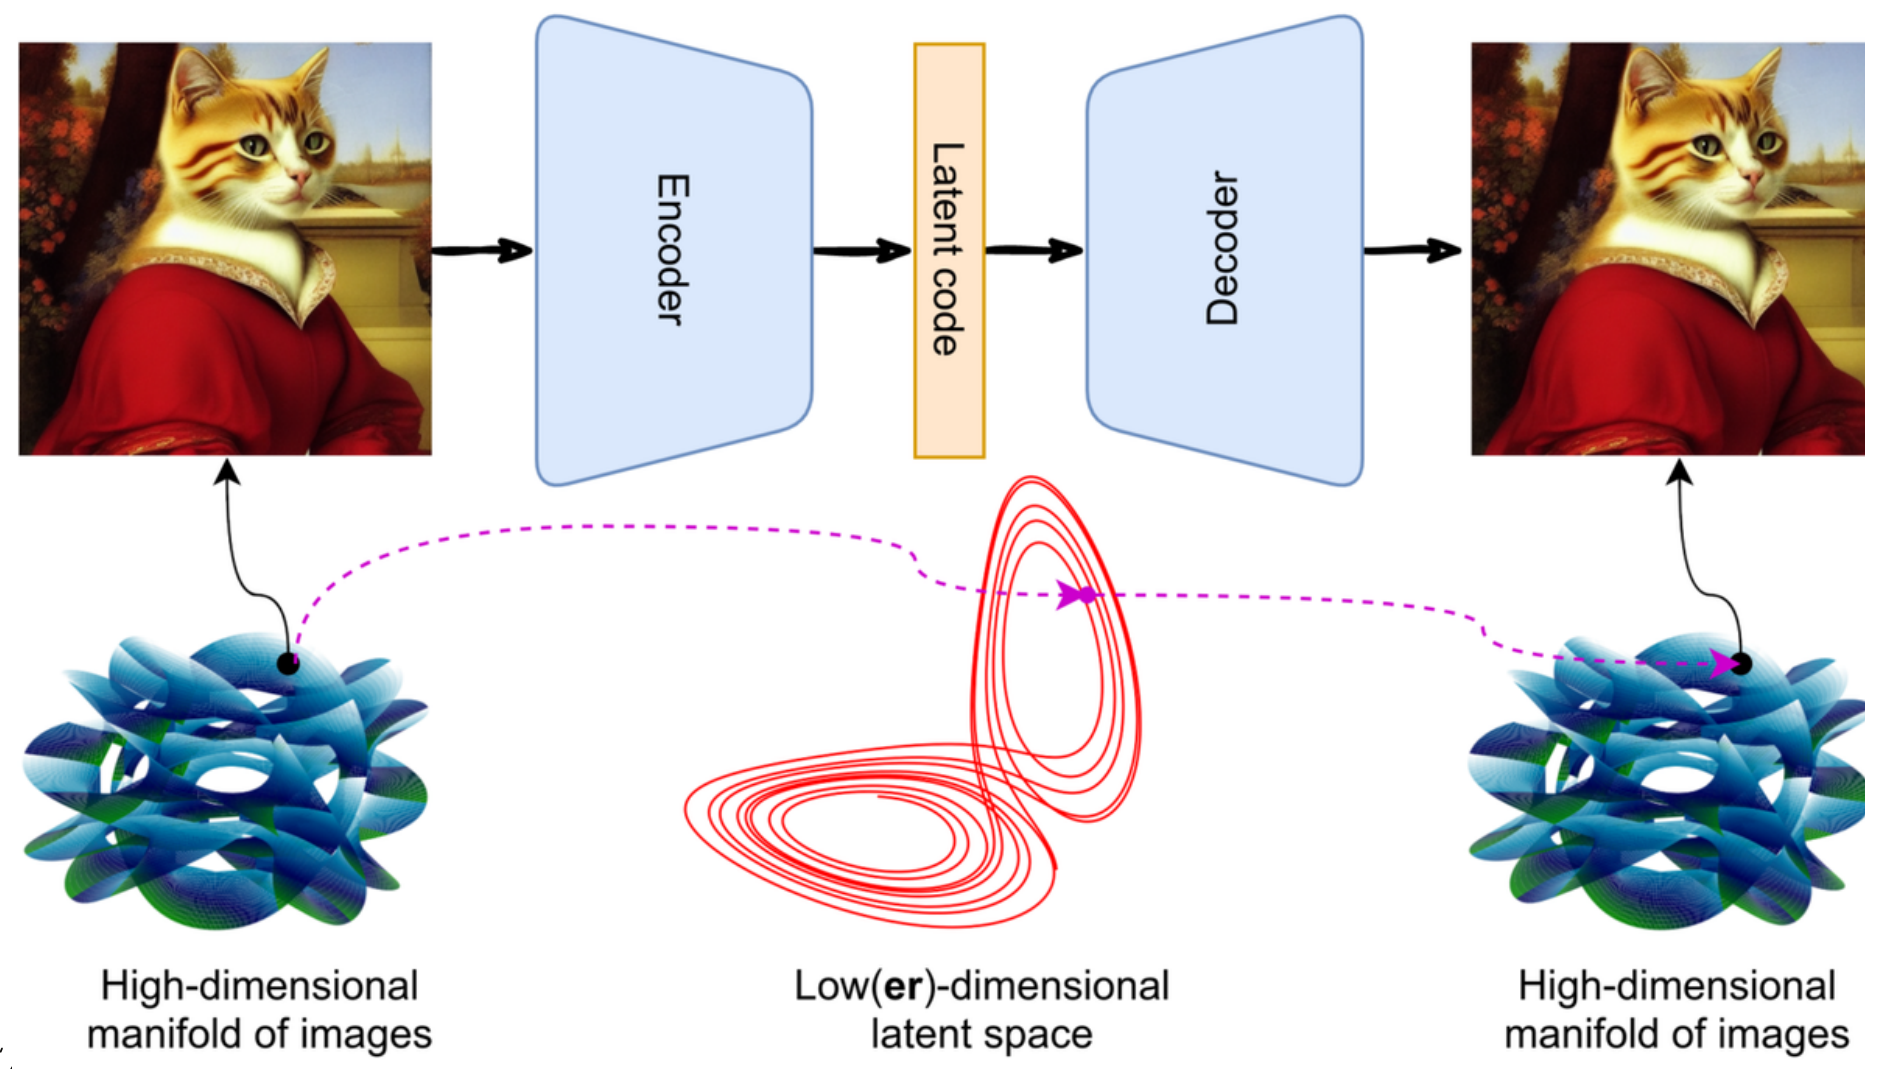 Encoder
Latent code
Decoder
High-dimensional
manifold of images
Low(er)-dimensional
latent space
High-dimensional
manifold of images